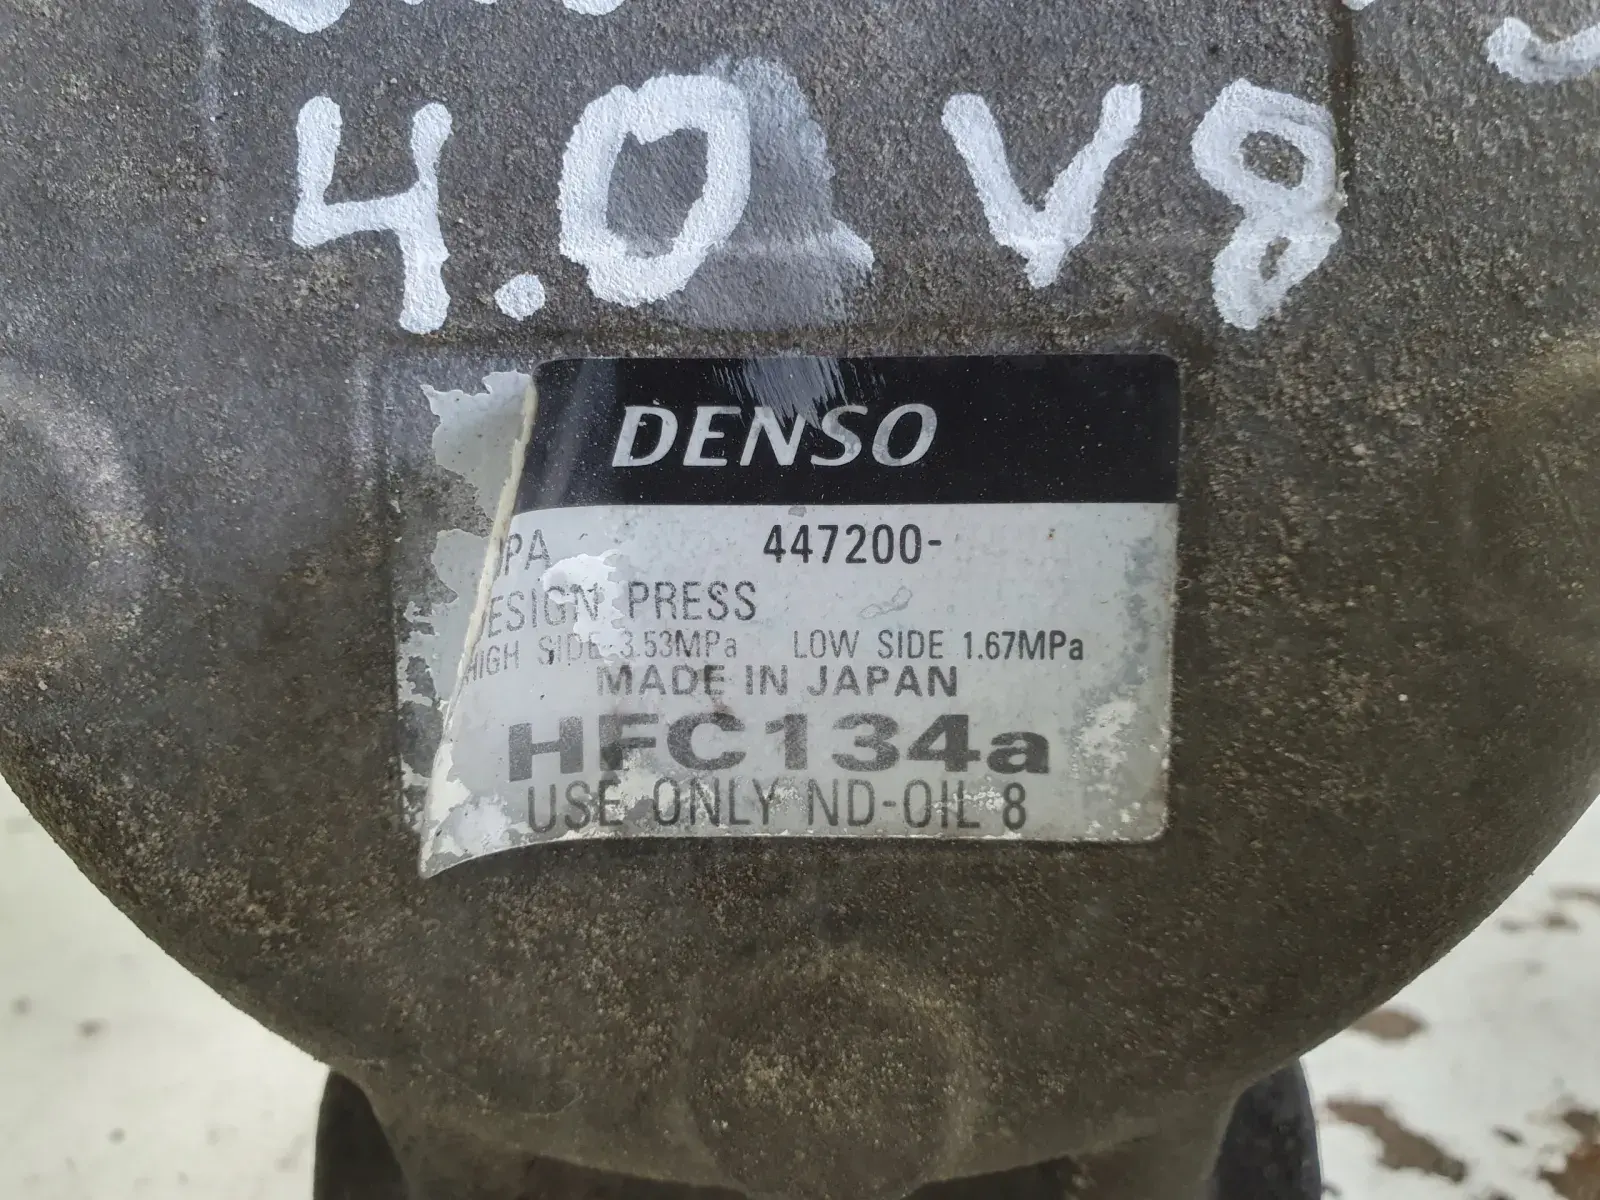 4.0 V8
DENSO
PA 447200-
DESIGN PRESS
HIGH SIDE 3.53MPa LOW SIDE 1.67MPa
MADE IN JAPAN
HFC134a
USE ONLY ND-OIL 8